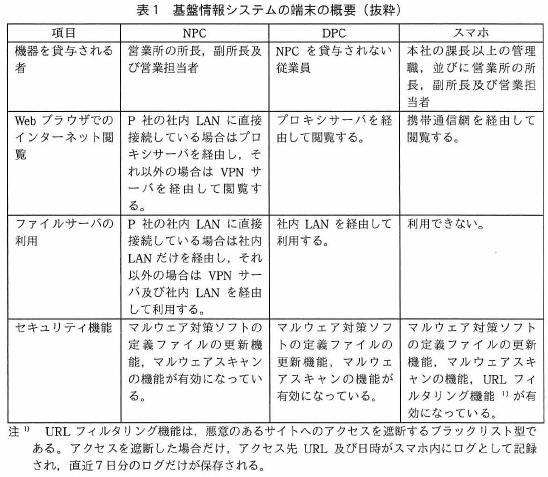 表1 基盤情報システムの端末の概要（抜粋）
項目
NPC
DPC
スマホ
機器を貸与される
者
営業所の所長，副所長及
び営業担当者
NPC を貸与されない
従業員
本社の課長以上の管理
職，並びに営業所の所
長，副所長及び営業担
当者
Web ブラウザでの
インターネット閲
覧
P 社の社内 LAN に直接
接続している場合はプロ
キシサーバを経由し，そ
れ以外の場合は VPN サ
ーバを経由して閲覧す
る。
プロキシサーバを経
由して閲覧する。
携帯通信網を経由して
閲覧する。
ファイルサーバの
利用
P 社の社内 LAN に直接
接続している場合は社内
LAN だけを経由し，それ
以外の場合は VPN サー
バ及び社内 LAN を経由
して利用する。
社内 LAN を経由して
利用する。
利用できない。
セキュリティ機能
マルウェア対策ソフトの
定義ファイルの更新機
能，マルウェアスキャン
の機能が有効になってい
る。
マルウェア対策ソフ
トの定義ファイルの
更新機能，マルウェ
アスキャンの機能が
有効になっている。
マルウェア対策ソフト
の定義ファイルの更新
機能，マルウェアスキ
ャンの機能，URL フィ
ルタリング機能 1) が有
効になっている。
注 1) URL フィルタリング機能は，悪意のあるサイトへのアクセスを遮断するブラックリスト型で
ある。アクセスを遮断した場合だけ，アクセス先 URL 及び日時がスマホ内にログとして記録
され，直近 7 日分のログだけが保存される。